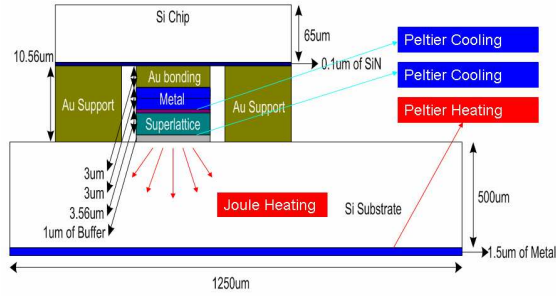 Si Chip
65um
Peltier Cooling
10.56um
0.1um of SiN
Au bonding
Peltier Cooling
Metal
Au Support
Au Support
Peltier Heating
Superlattice
3um
3um
3.56um
1um of Buffer
Joule Heating
Si Substrate
500um
1.5um of Metal
1250um